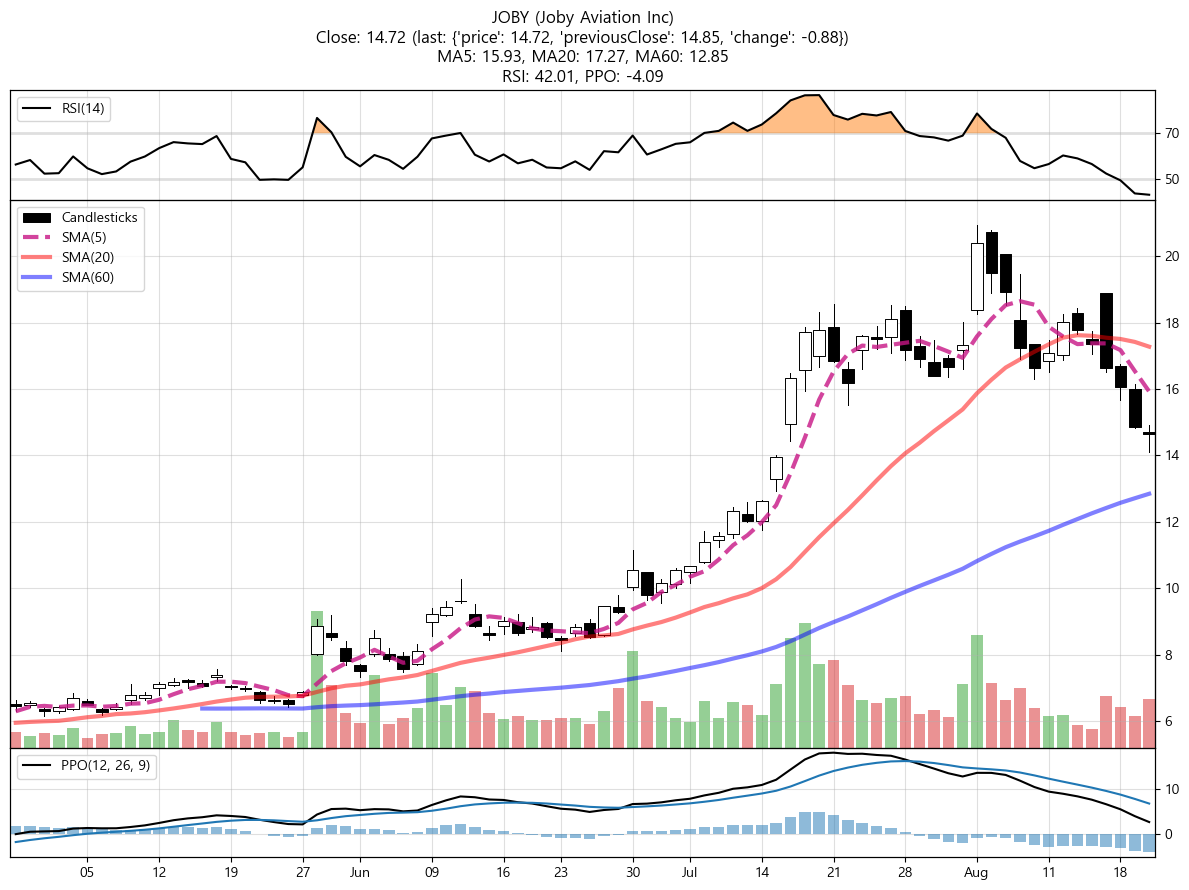 JOBY (Joby Aviation Inc)
Close: 14.72 (last: {'price': 14.72, 'previousClose': 14.85, 'change': -0.88})
MA5: 15.93, MA20: 17.27, MA60: 12.85
RSI: 42.01, PPO: -4.09
RSI(14)
70
50
Candlesticks
SMA(5)
SMA(20)
SMA(60)
20
18
16
14
12
10
8
6
PPO(12, 26, 9)
10
0
05 12 19 27 Jun 09 16 23 30 Jul 14 21 28 Aug 11 18